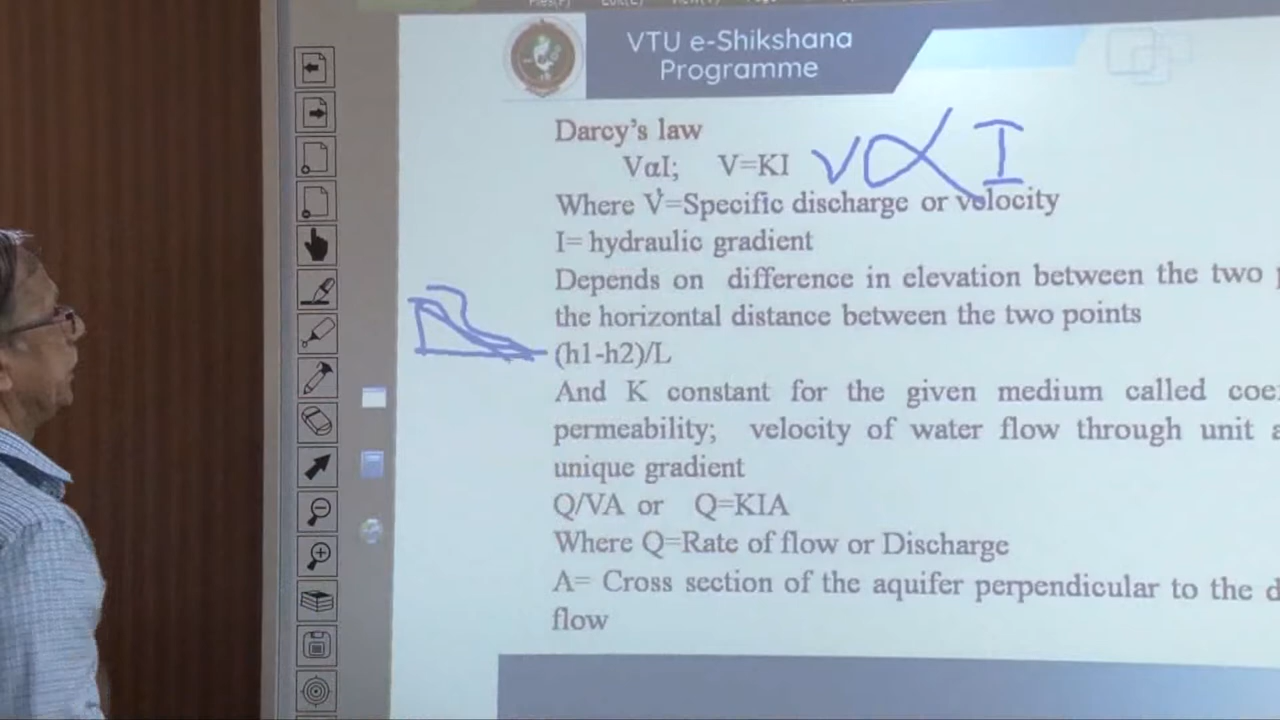 VTU e-Shikshana
Programme
Darcy's law
VαI; V=KI
V∝I
Where V=Specific discharge or velocity
I= hydraulic gradient
Depends on difference in elevation between the two
the horizontal distance between the two points
(h1-h2)/L
And K constant for the given medium called
permeability; velocity of water flow through unit
unique gradient
Q/VA or Q=KIA
Where Q=Rate of flow or Discharge
A= Cross section of the aquifer perpendicular to the
flow